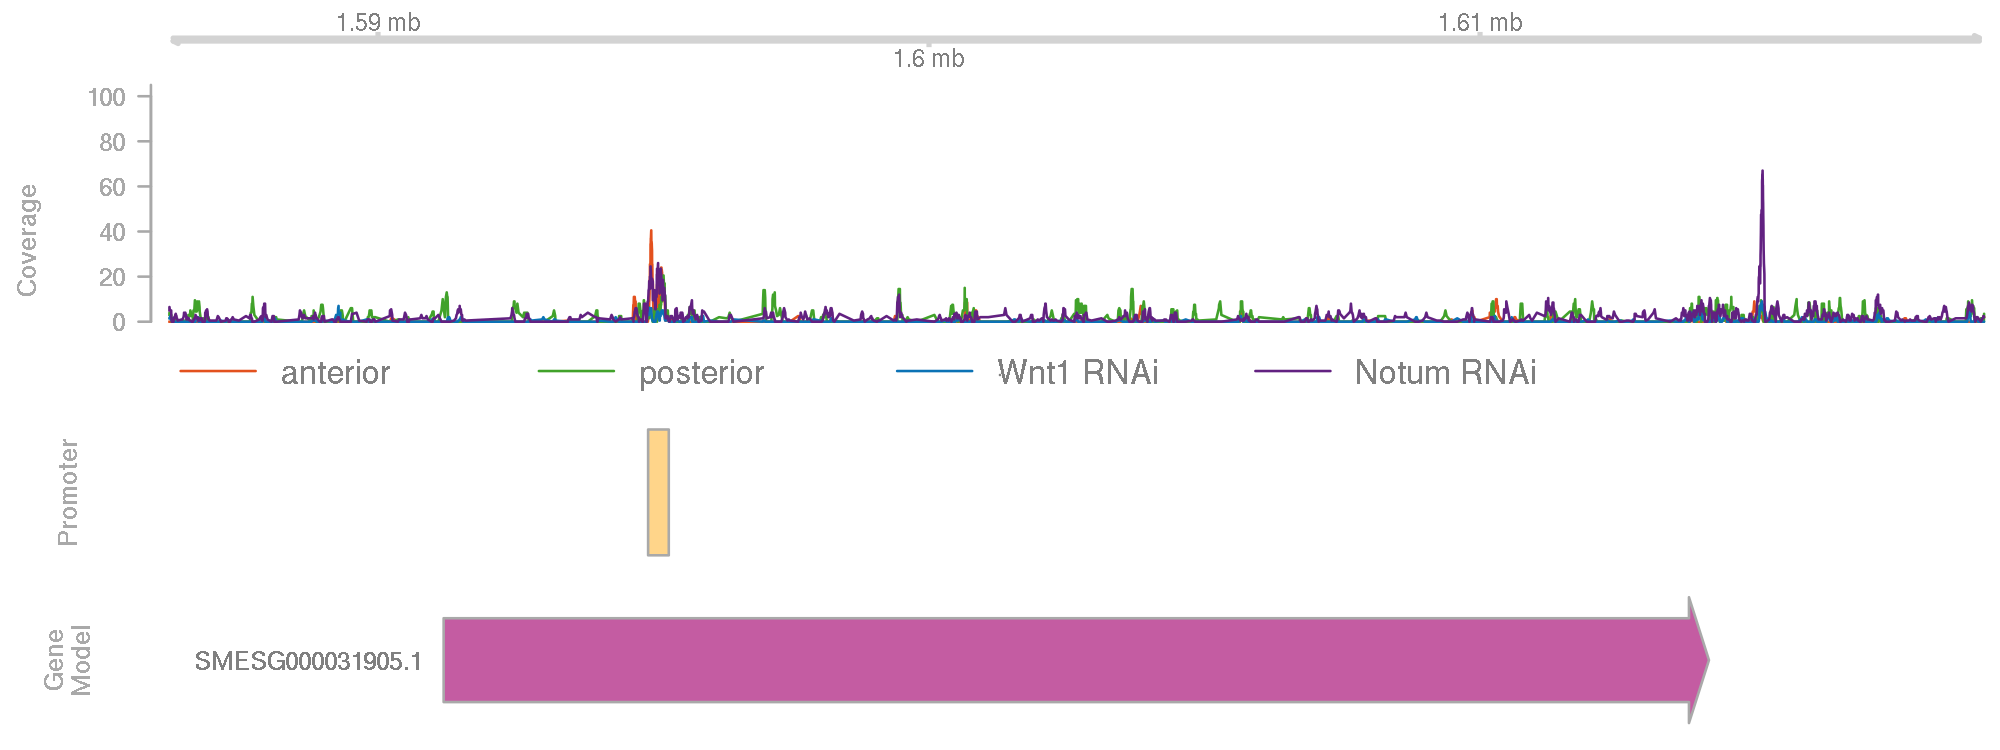 1.59 mb
1.61 mb
1.6 mb
100
80
60
40
20
0
Coverage
anterior posterior Wnt1 RNAi Notum RNAi
Promoter
Gene
Model
SMESG000031905.1